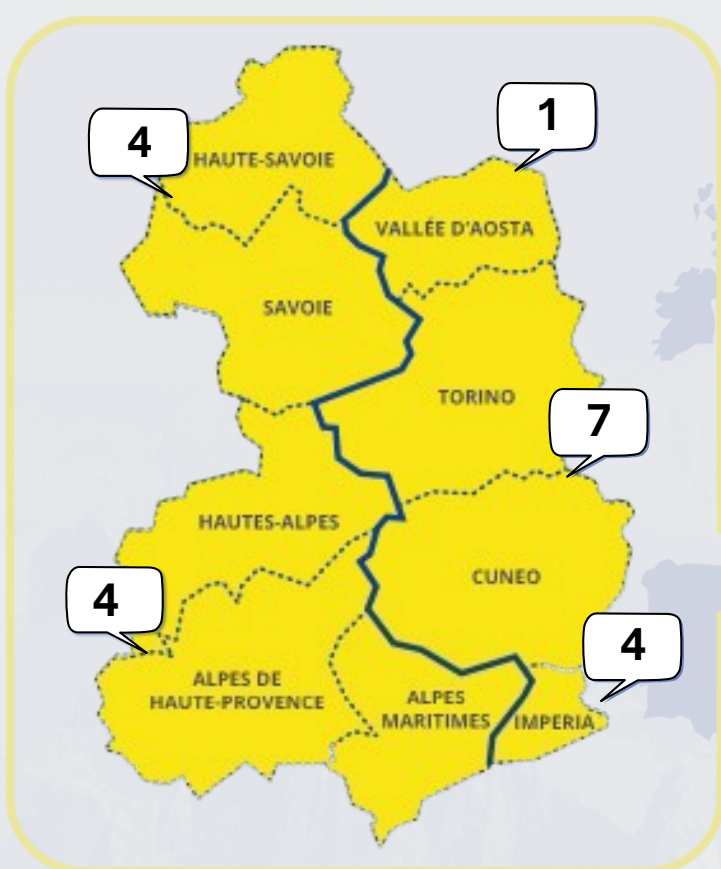 1
4
HAUTE-SAVOIE
VALLÉE D'AOSTA
SAVOIE
TORINO
7
HAUTES-ALPES
CUNEO
4
4
ALPES DE
HAUTE-PROVENCE
ALPES
MARITIMES
IMPERIA